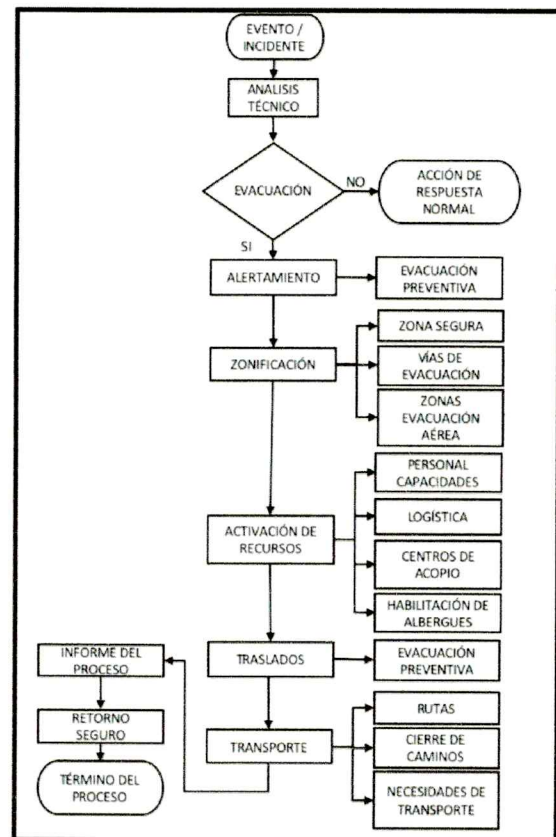 EVENTO /
INCIDENTE
ANALISIS
TÉCNICO
EVACUACIÓN
NO
ACCIÓN DE
RESPUESTA
NORMAL
SI
ALERTAMIENTO
EVACUACIÓN
PREVENTIVA
ZONIFICACIÓN
ZONA SEGURA
VÍAS DE
EVACUACIÓN
ZONAS
EVACUACIÓN
AÉREA
ACTIVACIÓN DE
RECURSOS
PERSONAL
CAPACIDADES
LOGÍSTICA
CENTROS DE
ACOPIO
HABILITACIÓN DE
ALBERGUES
TRASLADOS
EVACUACIÓN
PREVENTIVA
TRANSPORTE
RUTAS
CIERRE DE
CAMINOS
NECESIDADES DE
TRANSPORTE
INFORME DEL
PROCESO
RETORNO
SEGURO
TÉRMINO DEL
PROCESO